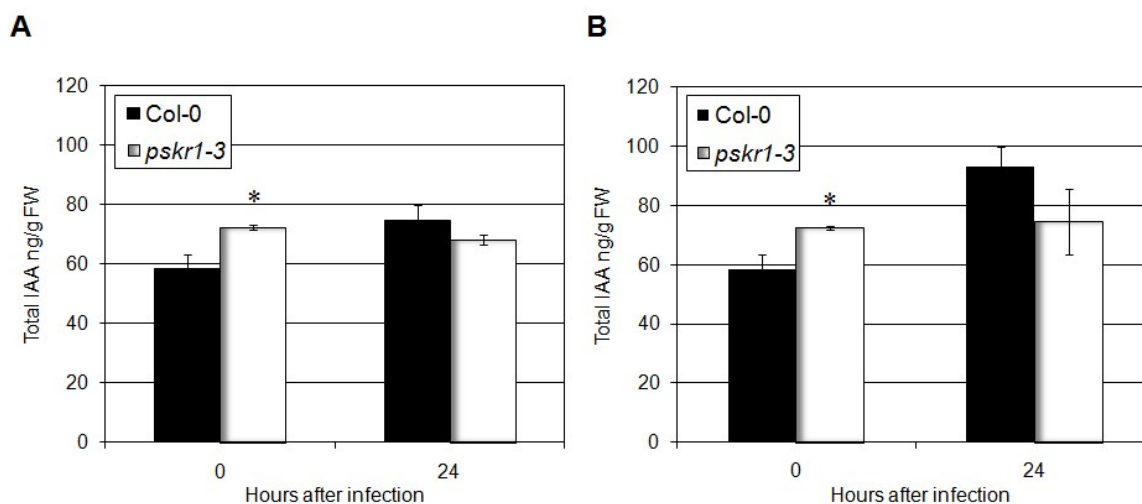 A
120
100
80
60
40
20
0
Total IAA ng/g FW
Col-0
pskr1-3
*
0
24
Hours after infection
B
120
100
80
60
40
20
0
Total IAA ng/g FW
Col-0
pskr1-3
*
0
24
Hours after infection